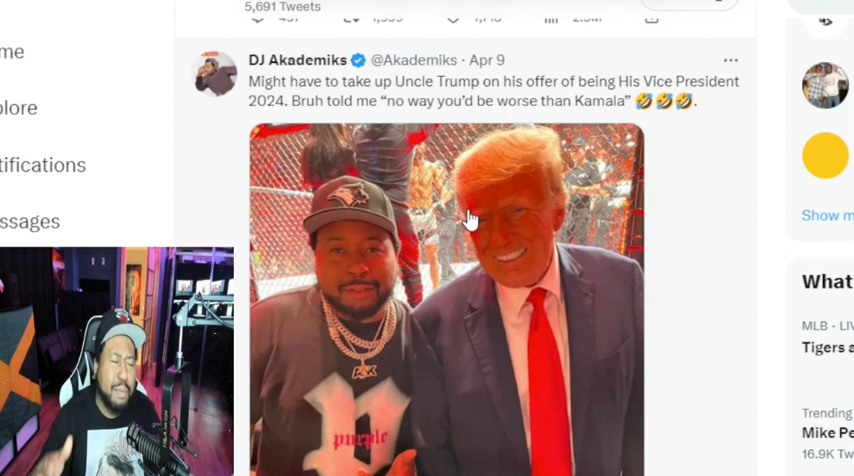 5,691 Tweets
DJ Akademiks @Akademiks · Apr 9
Might have to take up Uncle Trump on his offer of being His Vice President
2024. Bruh told me “no way you’d be worse than Kamala” 🤣🤣🤣.
me
plore
tifications
ssages
AK
purple
Show m
What
MLB · LIV
Tigers a
Trending
Mike Pe
16.9K Tw